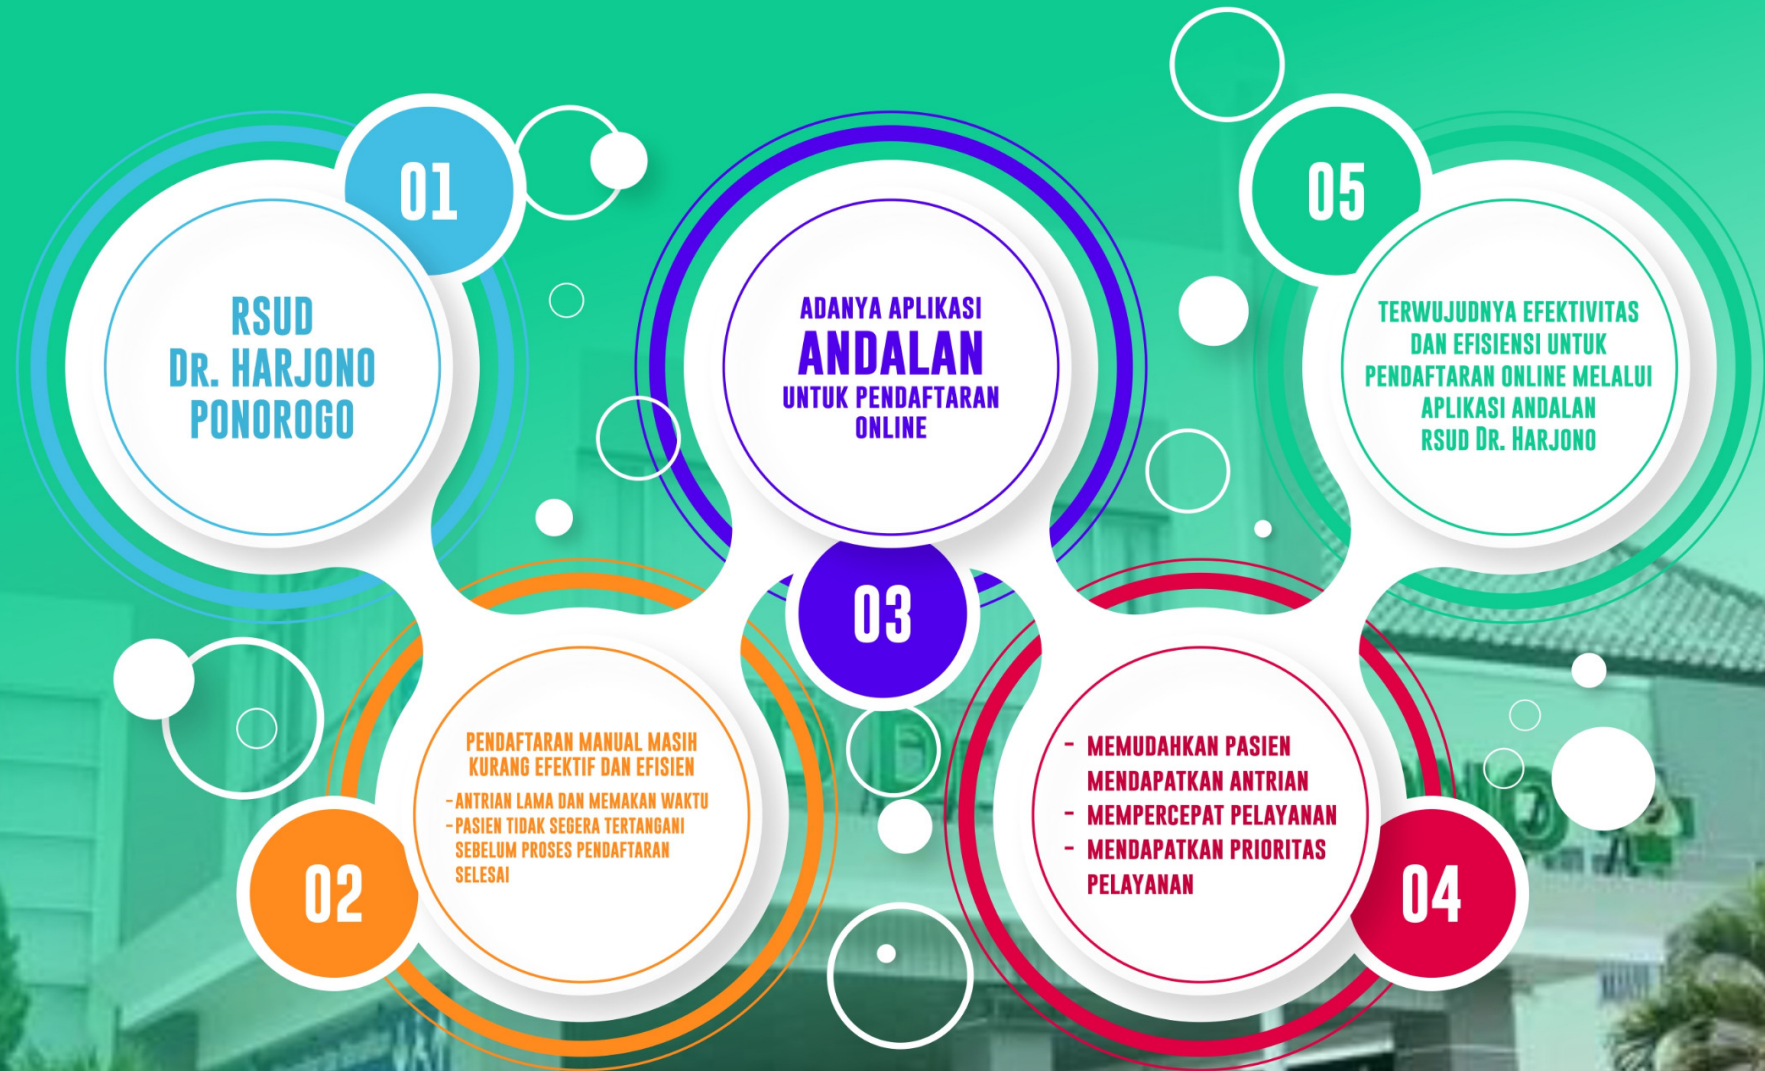 01
RSUD
DR. HARJONO
PONOROGO
02
PENDAFTARAN MANUAL MASIH
KURANG EFEKTIF DAN EFISIEN
- ANTRIAN LAMA DAN MEMAKAN WAKTU
- PASIEN TIDAK SEGERA TERTANGANI
SEBELUM PROSES PENDAFTARAN
SELESAI
03
ADANYA APLIKASI
ANDALAN
UNTUK PENDAFTARAN
ONLINE
04
- MEMUDAHKAN PASIEN
MENDAPATKAN ANTRIAN
- MEMPERCEPAT PELAYANAN
- MENDAPATKAN PRIORITAS
PELAYANAN
05
TERWUJUDNYA EFEKTIVITAS
DAN EFISIENSI UNTUK
PENDAFTARAN ONLINE MELALUI
APLIKASI ANDALAN
RSUD DR. HARJONO